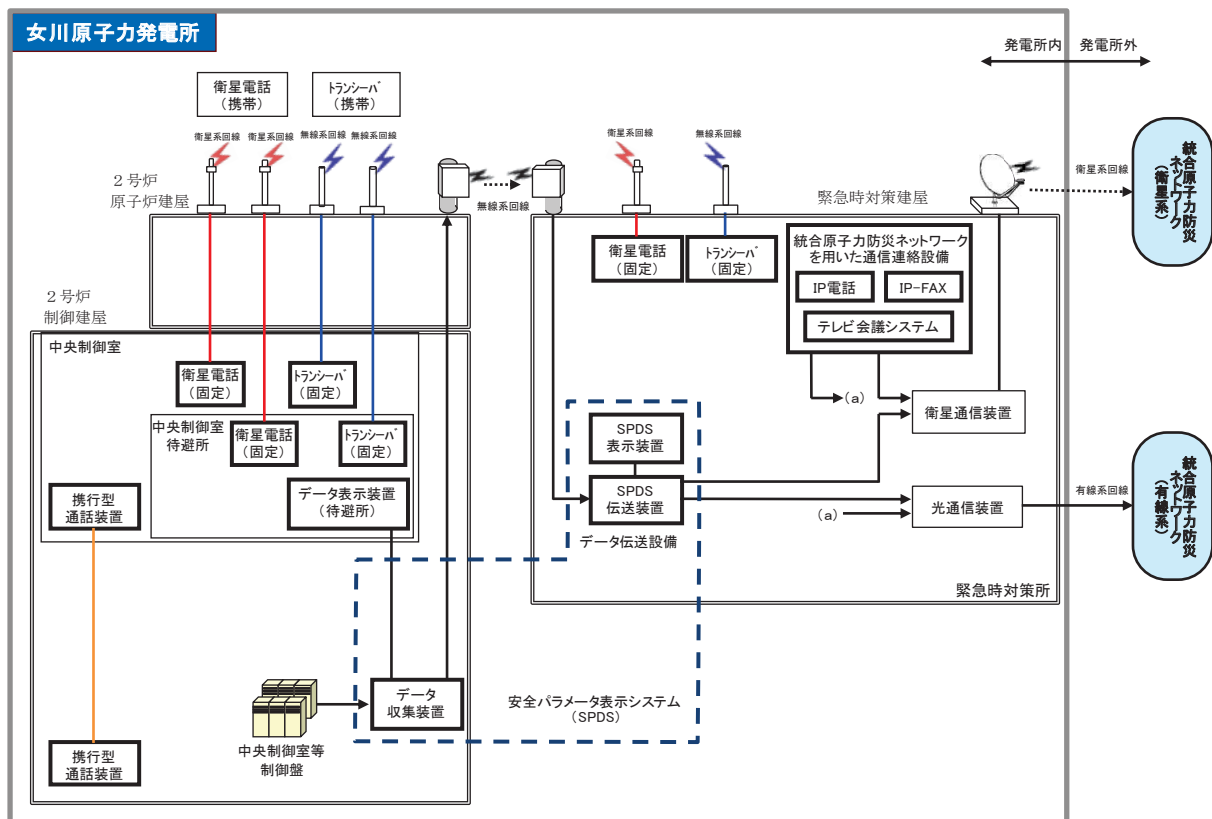 女川原子力発電所
発電所内
発電所外
衛星電話
(携帯)
トランシーバ
(携帯)
衛星系回線
衛星系回線
無線系回線
無線系回線
衛星系回線
無線系回線
2号炉
原子炉建屋
無線系回線
緊急時対策建屋
衛星系回線
統合原子力防災
ネットワーク
(衛星系)
衛星電話
(固定)
トランシーバ
(固定)
統合原子力防災ネットワーク
を用いた通信連絡設備
IP電話
IP-FAX
テレビ会議システム
2号炉
制御建屋
中央制御室
衛星電話
(固定)
トランシーバ
(固定)
(a)
衛星通信装置
中央制御室
待避所
衛星電話
(固定)
トランシーバ
(固定)
SPDS
表示装置
携行型
通話装置
データ表示装置
(待避所)
SPDS
伝送装置
(a)
光通信装置
有線系回線
統合原子力防災
ネットワーク
(有線系)
データ伝送設備
緊急時対策所
データ
収集装置
安全パラメータ表示システム
(SPDS)
中央制御室等
制御盤
携行型
通話装置